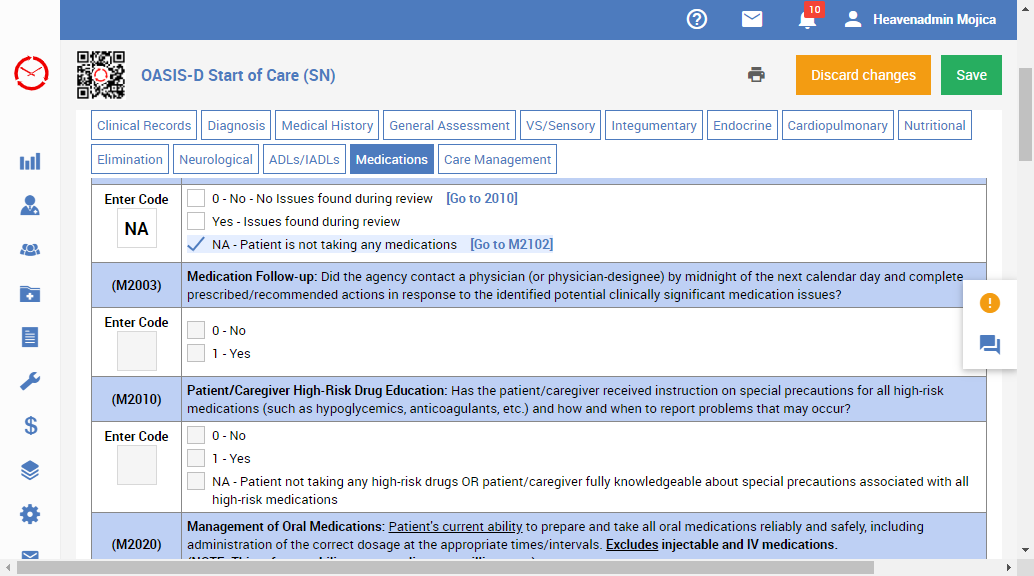 10
Heavenadmin Mojica
OASIS-D Start of Care (SN)
Discard changes
Save
Clinical Records
Diagnosis
Medical History
General Assessment
VS/Sensory
Integumentary
Endocrine
Cardiopulmonary
Nutritional
Elimination
Neurological
ADLs/IADLs
Medications
Care Management
Enter Code
NA
0 - No - No Issues found during review [Go to 2010]
Yes - Issues found during review
NA - Patient is not taking any medications [Go to M2102]
(M2003)
Medication Follow-up: Did the agency contact a physician (or physician-designee) by midnight of the next calendar day and complete
prescribed/recommended actions in response to the identified potential clinically significant medication issues?
Enter Code
0 - No
1 - Yes
(M2010)
Patient/Caregiver High-Risk Drug Education: Has the patient/caregiver received instruction on special precautions for all high-risk
medications (such as hypoglycemics, anticoagulants, etc.) and how and when to report problems that may occur?
Enter Code
0 - No
1 - Yes
NA - Patient not taking any high-risk drugs OR patient/caregiver fully knowledgeable about special precautions associated with all
high-risk medications
(M2020)
Management of Oral Medications: Patient's current ability to prepare and take all oral medications reliably and safely, including
administration of the correct dosage at the appropriate times/intervals. Excludes injectable and IV medications.